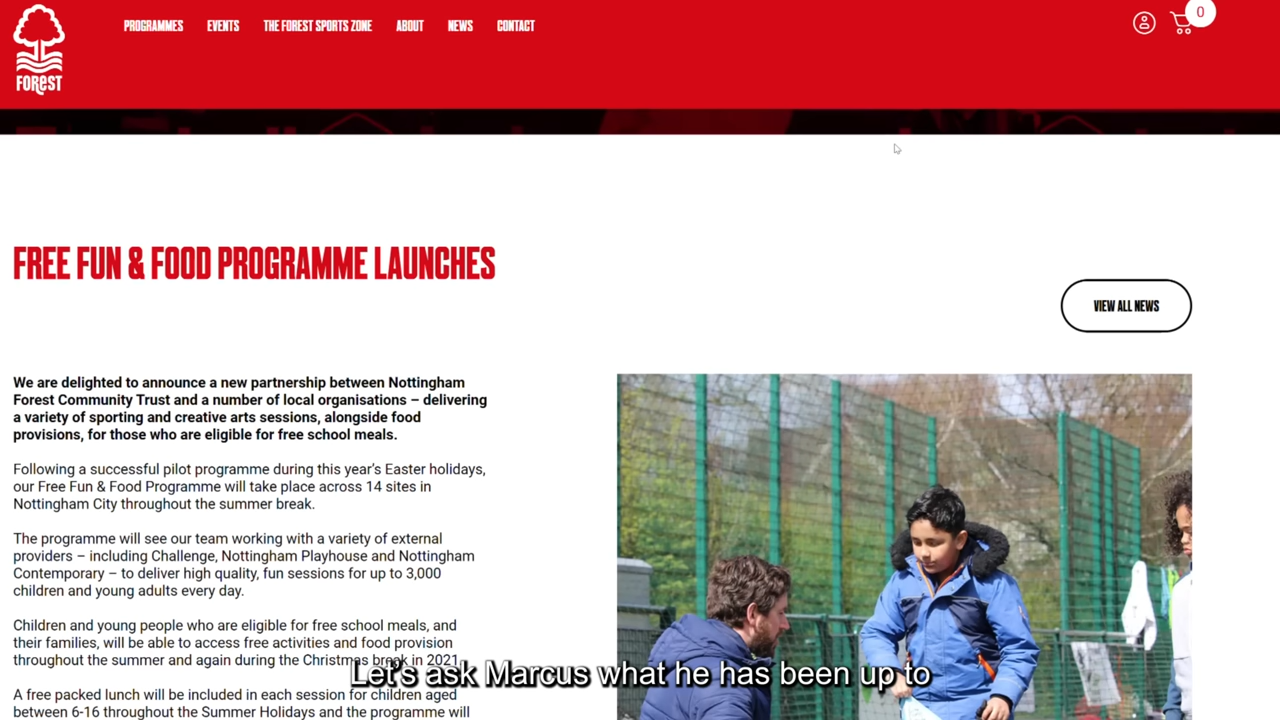 PROGRAMMES EVENTS THE FOREST SPORTS ZONE ABOUT NEWS CONTACT
0
FOREST
FREE FUN & FOOD PROGRAMME LAUNCHES
VIEW ALL NEWS
We are delighted to announce a new partnership between Nottingham
Forest Community Trust and a number of local organisations – delivering
a variety of sporting and creative arts sessions, alongside food
provisions, for those who are eligible for free school meals.
Following a successful pilot programme during this year's Easter holidays,
our Free Fun & Food Programme will take place across 14 sites in
Nottingham City throughout the summer break.
The programme will see our team working with a variety of external
providers – including Challenge, Nottingham Playhouse and Nottingham
Contemporary – to deliver high quality, fun sessions for up to 3,000
children and young adults every day.
Children and young people who are eligible for free school meals, and
their families, will be able to access free activities and food provision
throughout the summer and again during the Christmas break in 2021.
Let's ask Marcus what he has been up to
A free packed lunch will be included in each session for children aged
between 6-16 throughout the Summer Holidays and the programme will